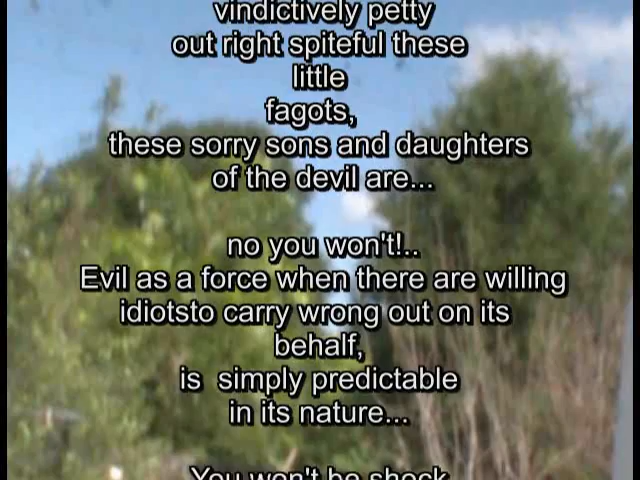 vindictively petty
out right spiteful these
little
fagots,
these sorry sons and daughters
of the devil are...
no you won't!..
Evil as a force when there are willing
idiotsto carry wrong out on its
behalf,
is simply predictable
in its nature...
You won't be shock